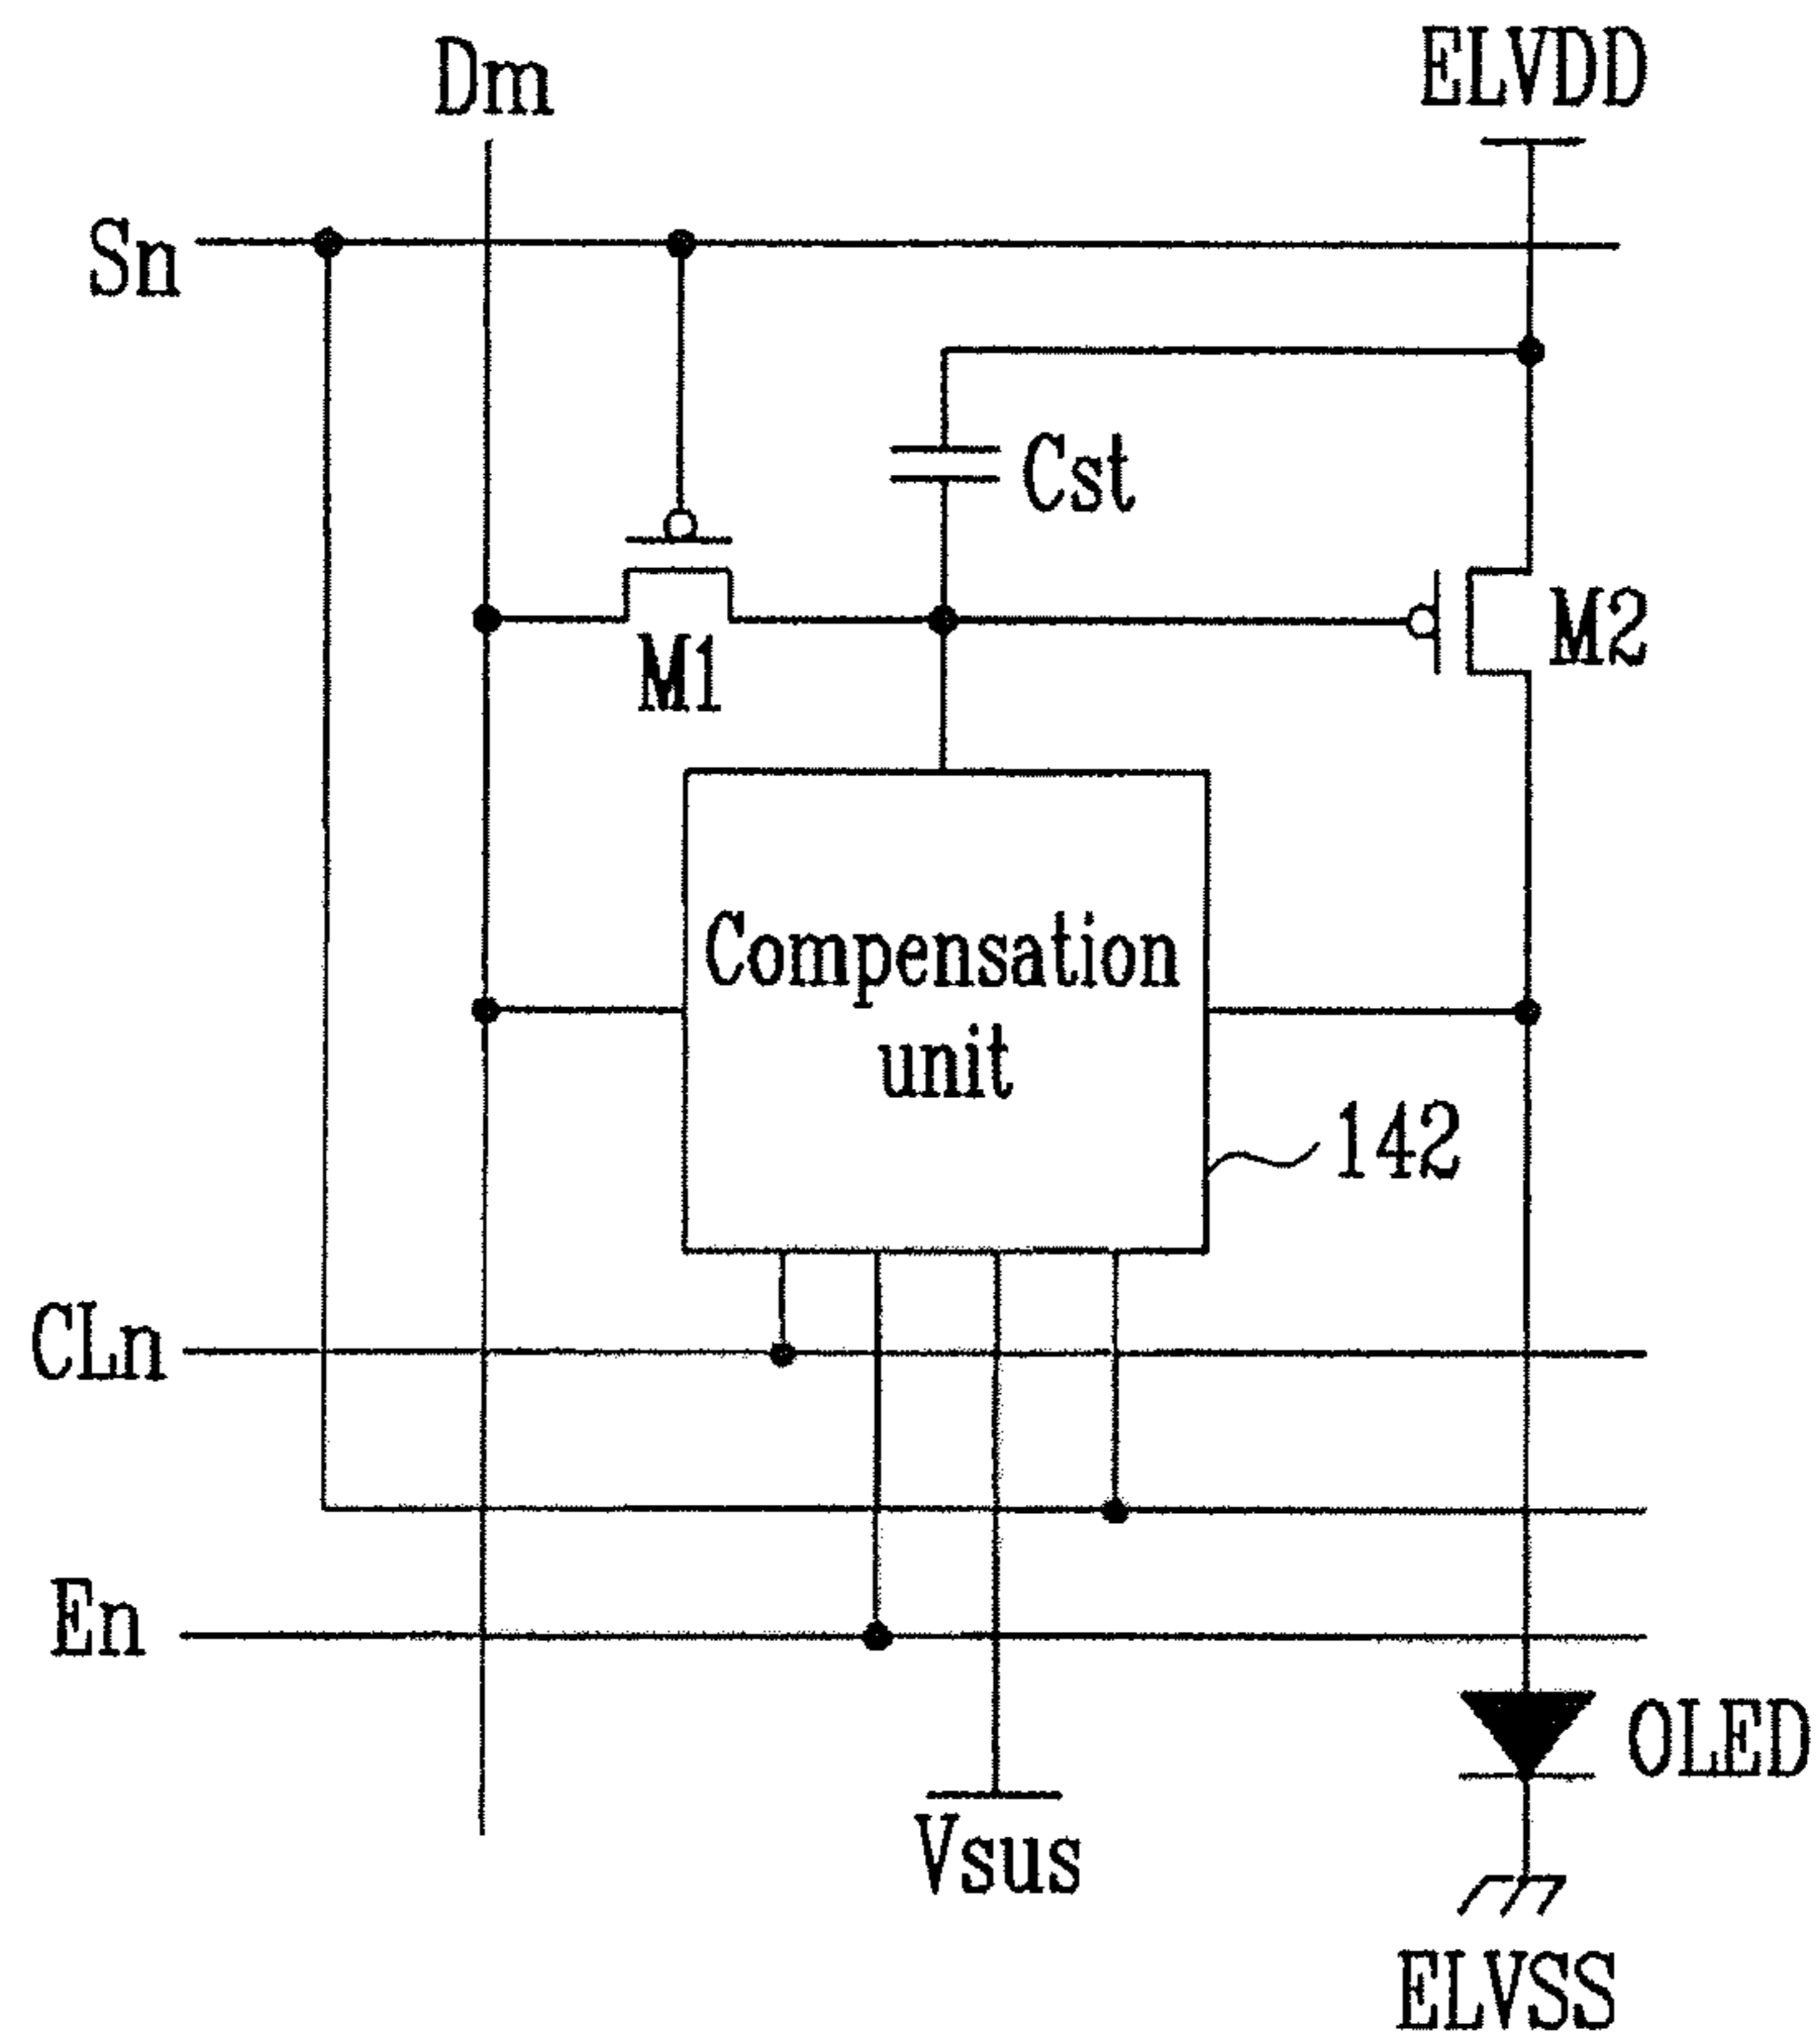 Dm
ELVDD
Sn
Cst
M1
M2
Compensation
unit
142
CLn
En
OLED
Vsus
ELVSS